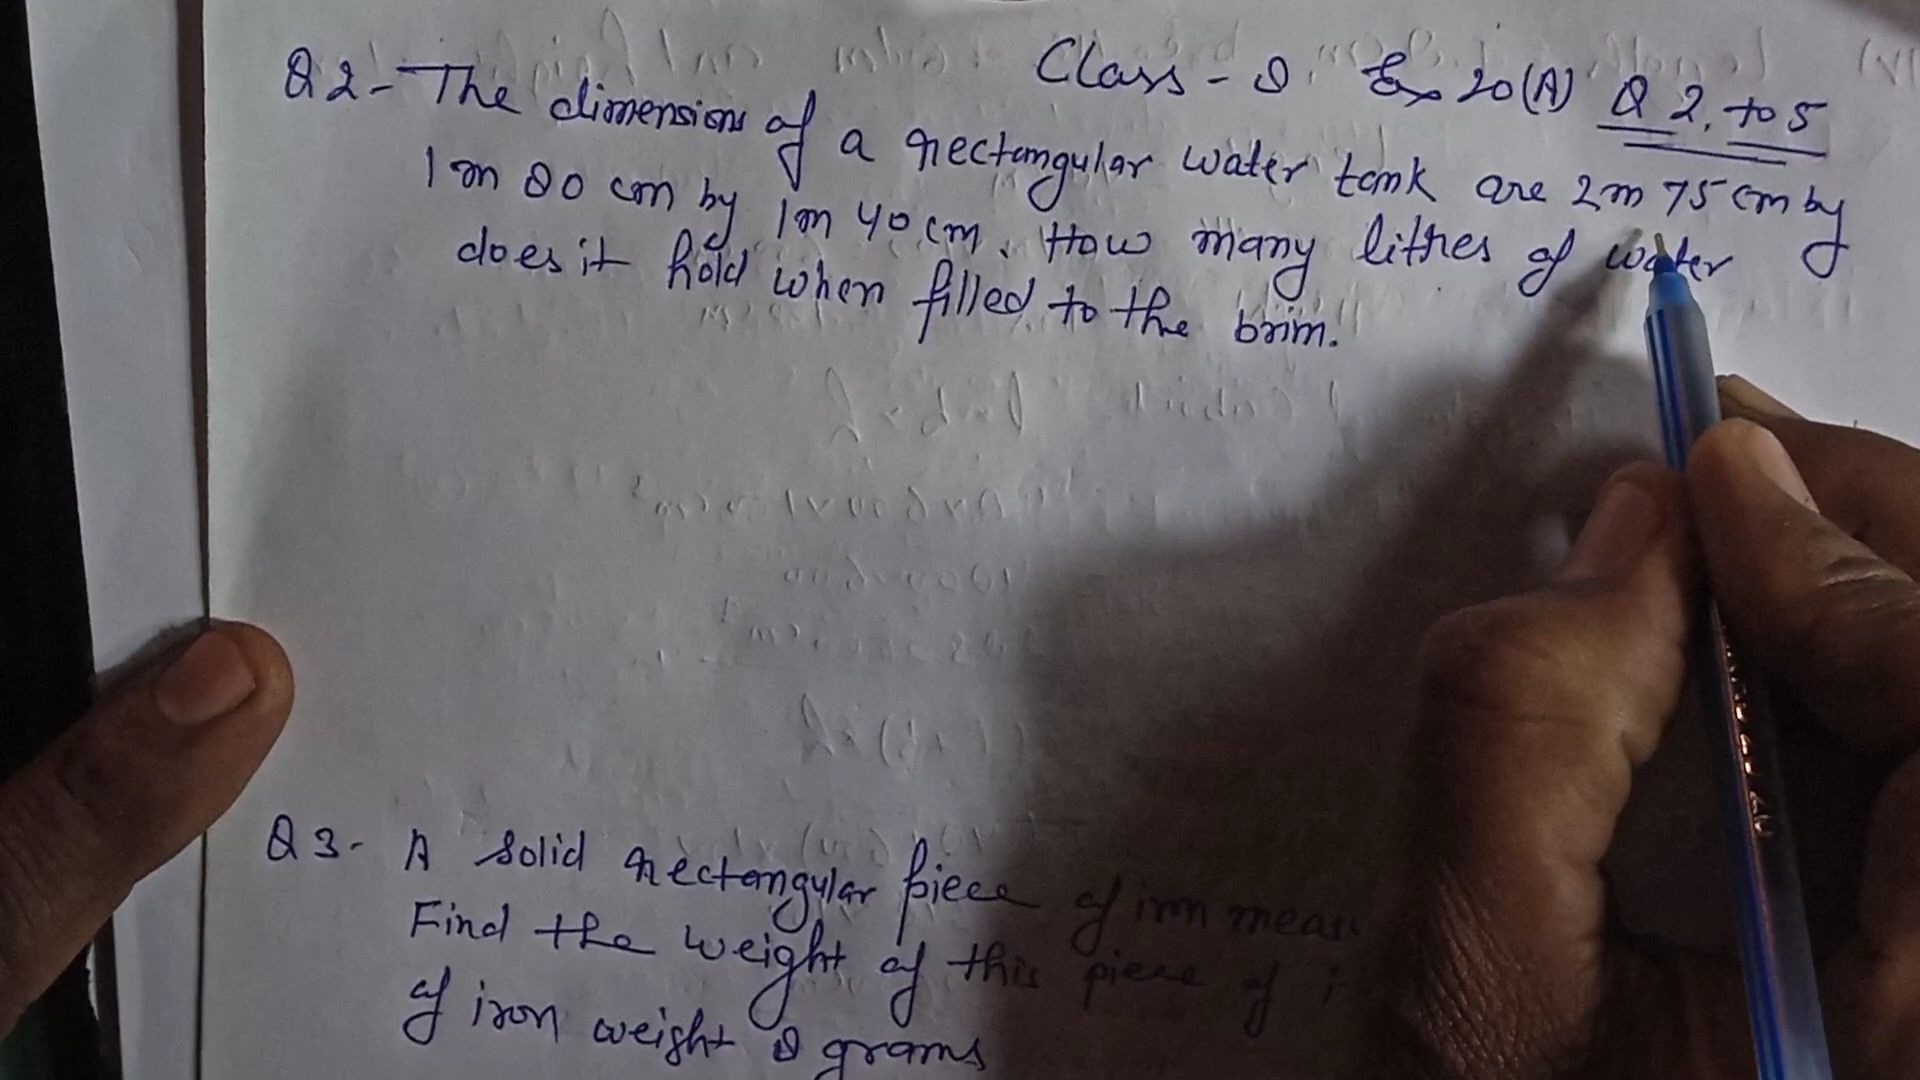 Class - 8 Ex 20(A) Q 2. to 5
Q 2 - The dimensions of a rectangular water tank are 2m 75 cm by
1m 80 cm by 1m 40 cm. How many litres of water
does it hold when filled to the brim.
Q 3 - A solid rectangular piece of iron
Find the weight of this piece of
of iron weight 8 grams